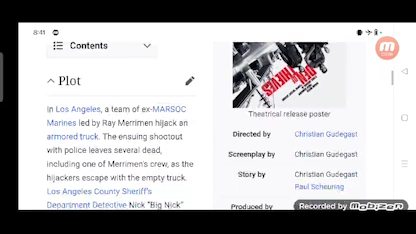 8:41
Contents
Plot
In Los Angeles, a team of ex-MARSOC
Marines led by Ray Merrimen hijack an
armored truck. The ensuing shootout
with police leaves several dead,
including one of Merrimen's crew, as the
hijackers escape with the empty truck.
Los Angeles County Sheriff's
Department Detective Nick "Big Nick"
THIEVES
Theatrical release poster
Directed by Christian Gudegast
Screenplay by Christian Gudegast
Story by Christian Gudegast
Paul Scheuring
Produced by
Recorded by Mobizen